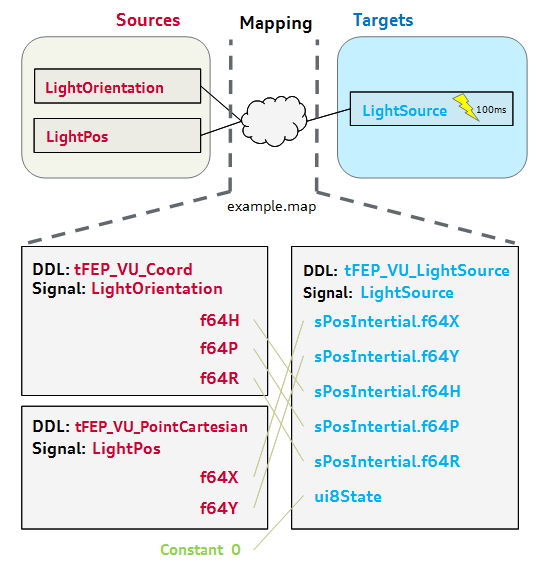 Sources
Mapping
Targets
LightOrientation
LightPos
LightSource
100ms
example.map
DDL: tFEP_VU_Coord
Signal: LightOrientation
f64H
f64P
f64R
DDL: tFEP_VU_PointCartesian
Signal: LightPos
f64X
f64Y
Constant 0
DDL: tFEP_VU_LightSource
Signal: LightSource
sPosIntertial.f64X
sPosIntertial.f64Y
sPosIntertial.f64H
sPosIntertial.f64P
sPosIntertial.f64R
ui8State